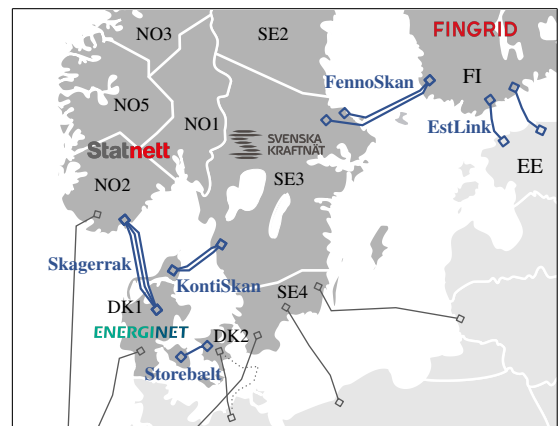 NO3
SE2
FINGRID
FennoSkan
FI
NO5
NO1
EstLink
Statnett
SVENSKA
KRAFTNÄT
EE
NO2
SE3
Skagerrak
KontiSkan
SE4
DK1
ENERGINET
DK2
Storebælt